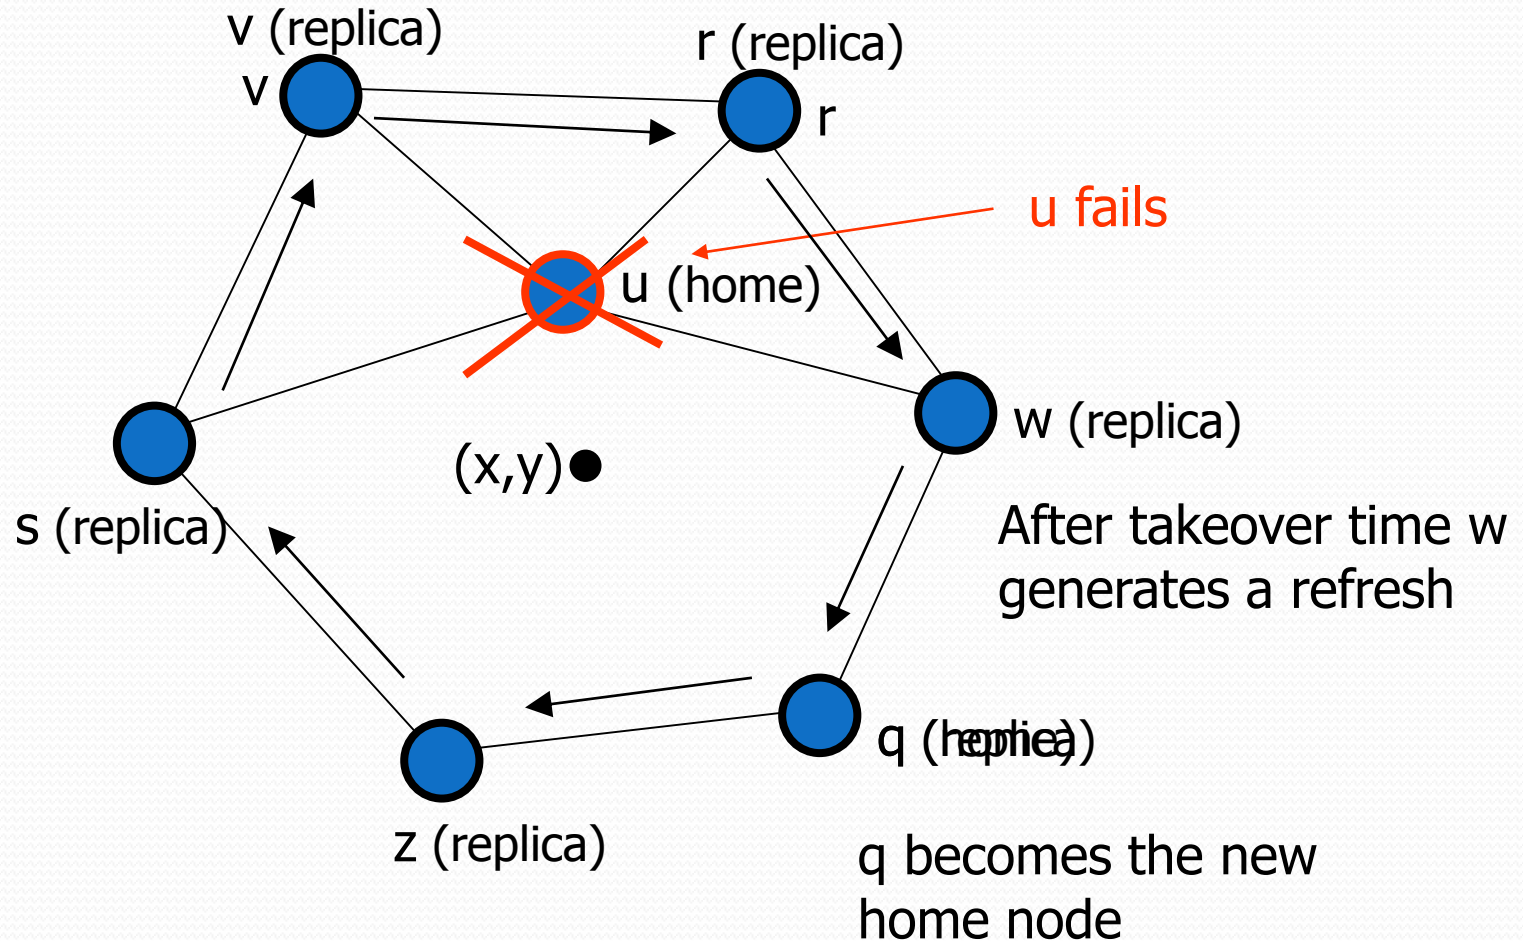 v (replica)
r (replica)
v
r
u fails
u (home)
w (replica)
(x,y)
s (replica)
After takeover time w
generates a refresh
q
z (replica)
q becomes the new
home node